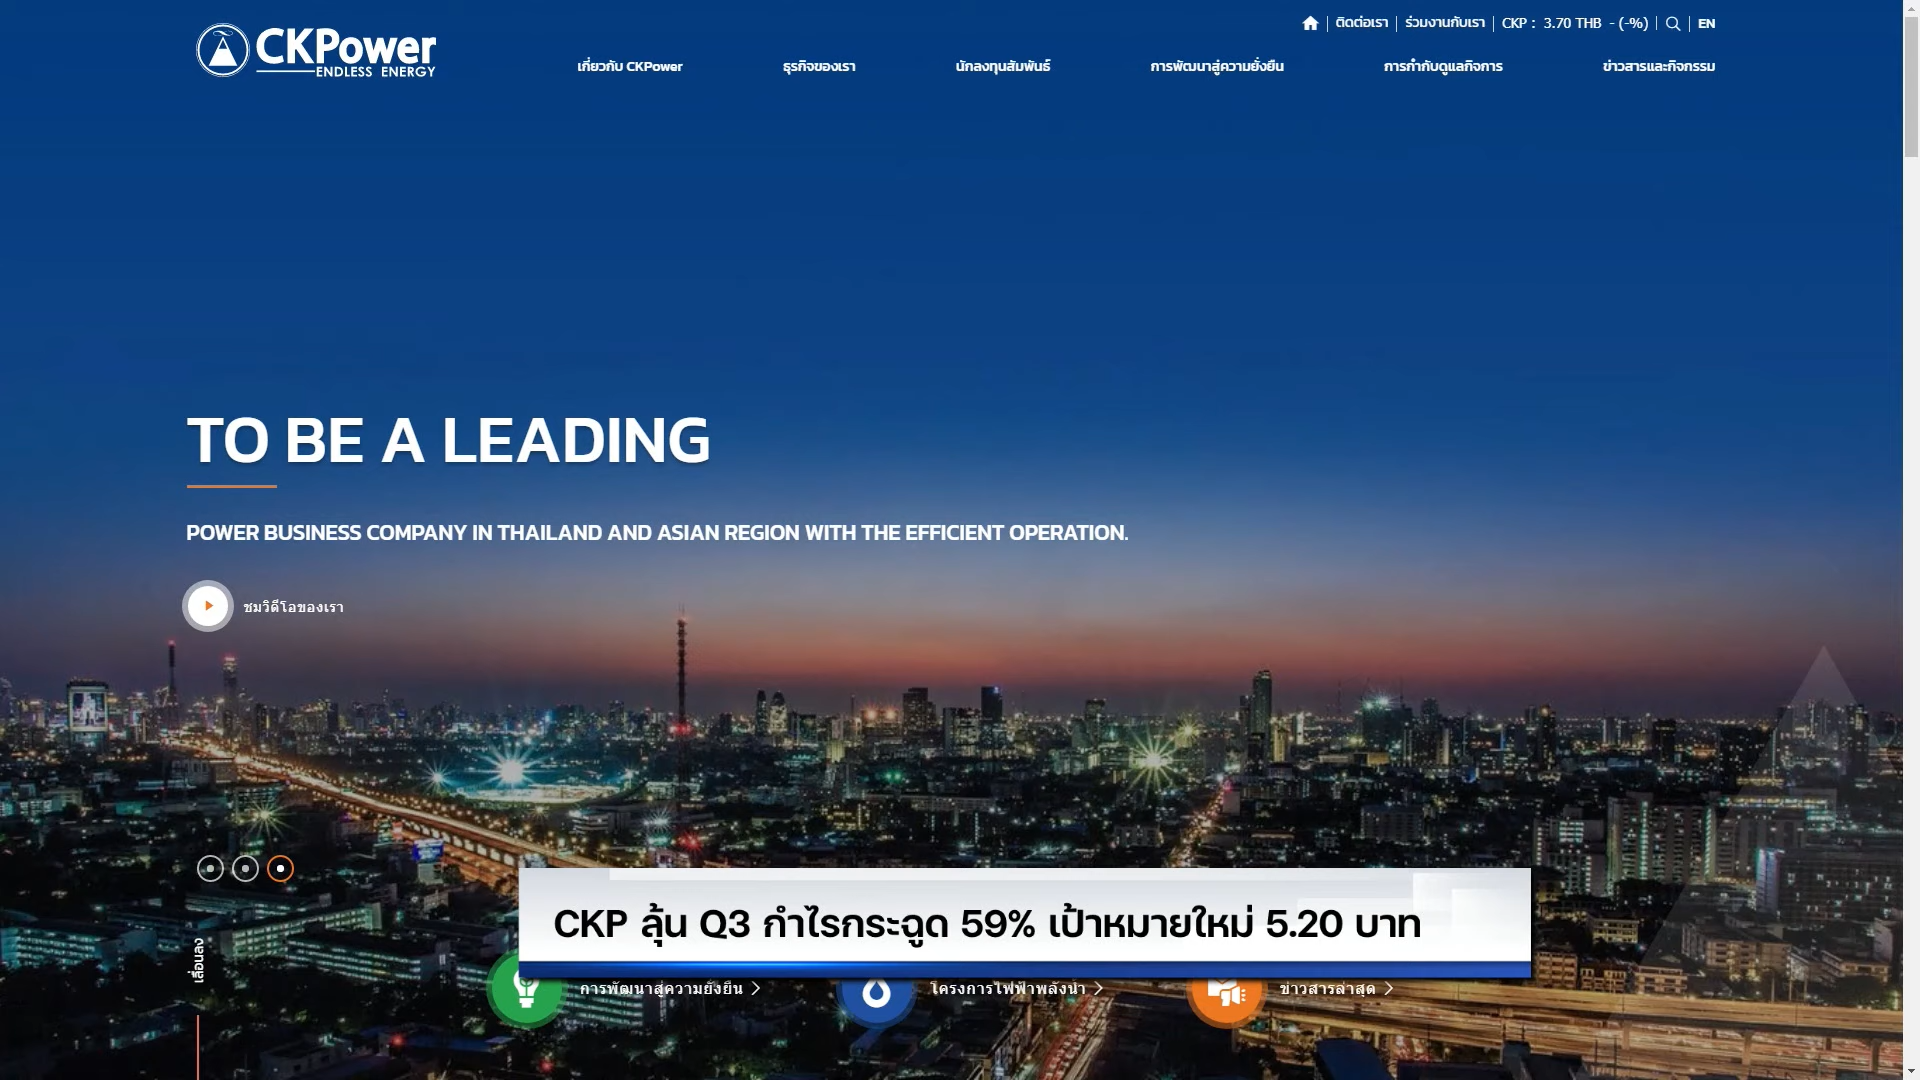 CKPower
ENDLESS ENERGY
ติดต่อเรา
ร่วมงานกับเรา
CKP : 3.70 THB - (-%)
EN
เกี่ยวกับ CKPower
ธุรกิจของเรา
นักลงทุนสัมพันธ์
การพัฒนาสู่ความยั่งยืน
การกำกับดูแลกิจการ
ข่าวสารและกิจกรรม
TO BE A LEADING
POWER BUSINESS COMPANY IN THAILAND AND ASIAN REGION WITH THE EFFICIENT OPERATION.
ชมวิดีโอของเรา
CKP ลุ้น Q3 กำไรกระฉูด 59% เป้าหมายใหม่ 5.20 บาท
เลื่อนลง
การพัฒนาสู่ความยั่งยืน
โครงการไฟฟ้าพลังน้ำ
ข่าวสารล่าสุด